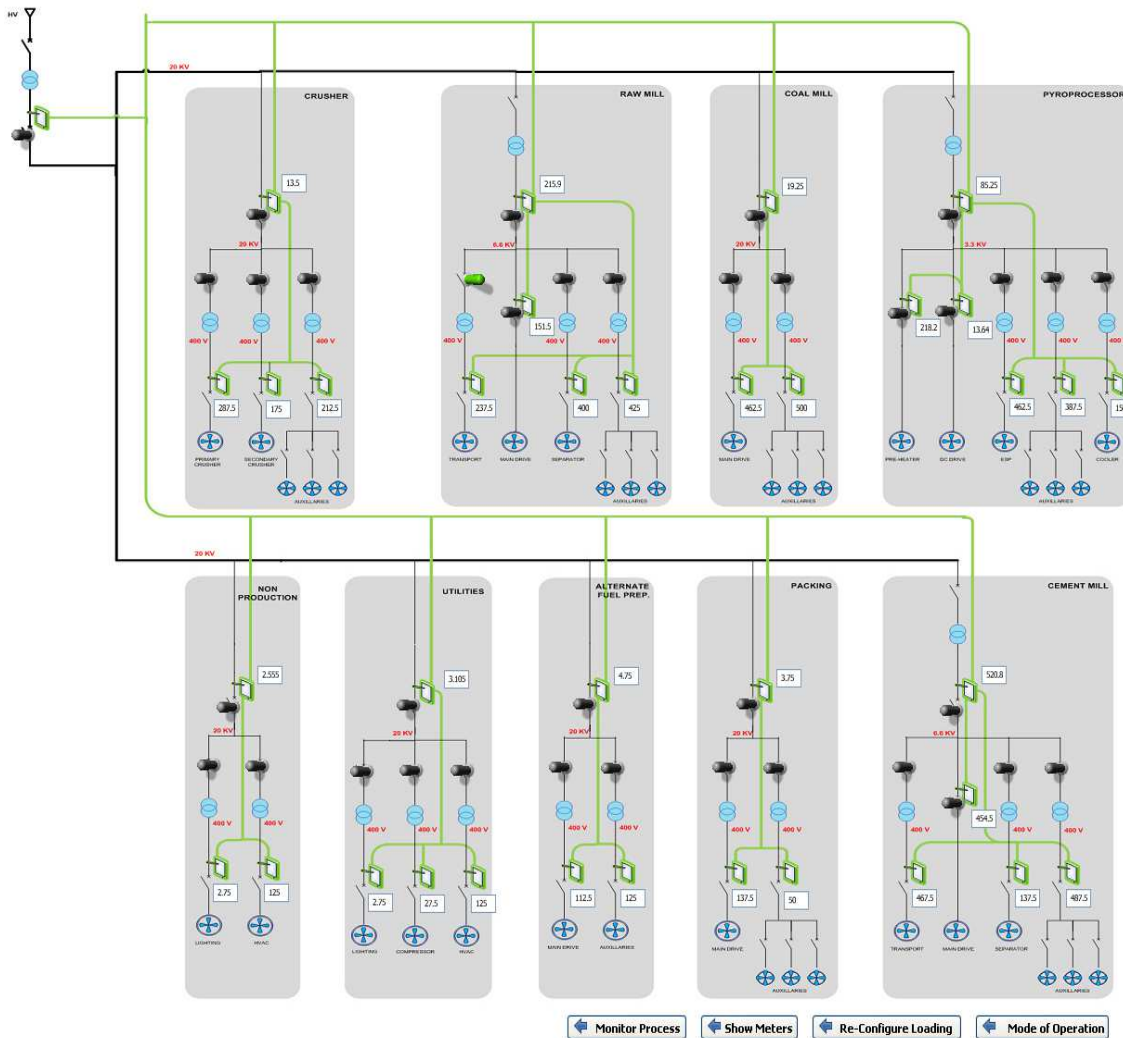 HV
20 KV
CRUSHER
RAW MILL
COAL MILL
PYROPROCESSOR
13.5
215.9
19.25
85.25
20 KV
6.6 KV
20 KV
3.3 KV
151.5
218.2
13.64
400 V
400 V
400 V
400 V
400 V
400 V
400 V
400 V
400 V
400 V
400 V
287.5
175
212.5
237.5
400
425
462.5
500
462.5
387.5
PRIMARY CRUSHER
SECONDARY CRUSHER
TRANSPORT
MAIN DRIVE
SEPARATOR
MAIN DRIVE
PRE-HEATER
DC DRIVE
ESP
COOLER
AUXILLARIES
AUXILLARIES
AUXILLARIES
AUXILLARIES
20 KV
NON PRODUCTION
UTILITIES
ALTERNATE FUEL PREP.
PACKING
CEMENT MILL
2.555
3.105
4.75
3.75
520.8
20 KV
20 KV
20 KV
20 KV
454.5
400 V
400 V
400 V
400 V
400 V
400 V
400 V
400 V
400 V
400 V
400 V
400 V
2.75
125
2.75
27.5
125
112.5
125
137.5
50
467.5
137.5
487.5
LIGHTING
HVAC
LIGHTING
COMPRESSOR
HVAC
MAIN DRIVE
AUXILLARIES
MAIN DRIVE
TRANSPORT
MAIN DRIVE
SEPARATOR
AUXILLARIES
AUXILLARIES
Monitor Process
Show Meters
Re-Configure Loading
Mode of Operation